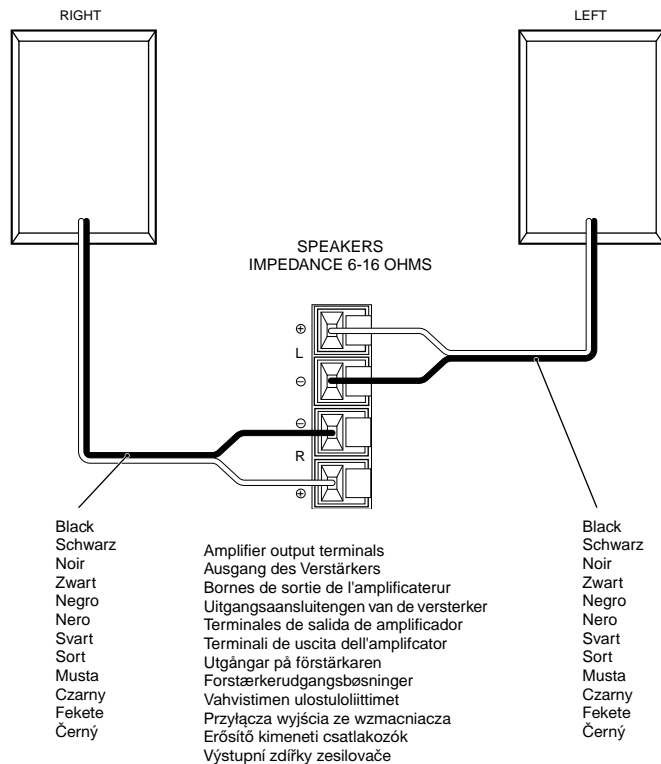 RIGHT
LEFT
SPEAKERS
IMPEDANCE 6-16 OHMS
⊕
L
⊖
⊖
R
⊕
Black
Schwarz
Noir
Zwart
Negro
Nero
Svart
Sort
Musta
Czarny
Fekete
Černý
Amplifier output terminals
Ausgang des Verstärkers
Bornes de sortie de l'amplificaterur
Uitgangsaansluitengen van de versterker
Terminales de salida de amplificador
Terminali de uscita dell'amplifcator
Utgångar på förstärkaren
Forstærkerudgangsbøsninger
Vahvistimen ulostuloliittimet
Przyłącza wyjścia ze wzmacniacza
Erősítő kimeneti csatlakozók
Výstupní zdířky zesilovače
Black
Schwarz
Noir
Zwart
Negro
Nero
Svart
Sort
Musta
Czarny
Fekete
Černý